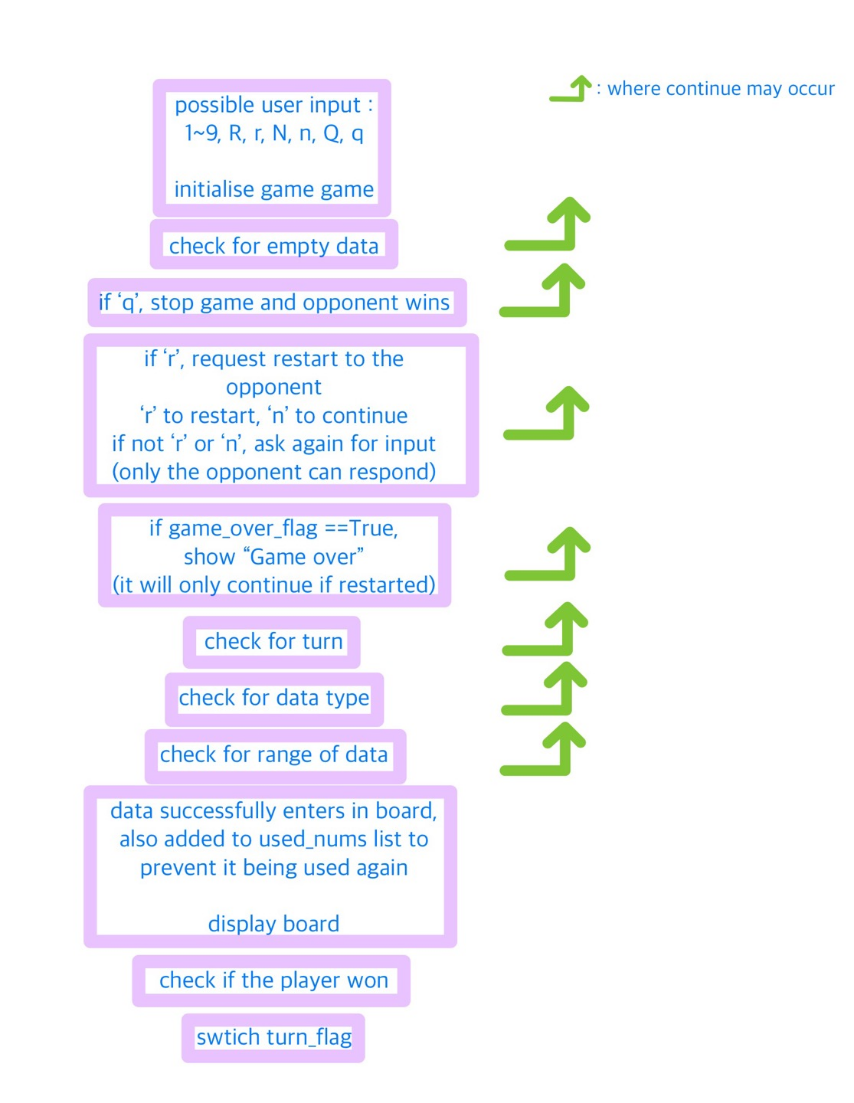 : where continue may occur
possible user input :
1~9, R, r, N, n, Q, q
initialise game game
check for empty data
if ‘q’, stop game and opponent wins
if ‘r’, request restart to the
opponent
‘r’ to restart, ‘n’ to continue
if not ‘r’ or ‘n’, ask again for input
(only the opponent can respond)
if game_over_flag ==True,
show “Game over”
(it will only continue if restarted)
check for turn
check for data type
check for range of data
data successfully enters in board,
also added to used_nums list to
prevent it being used again
display board
check if the player won
swtich turn_flag